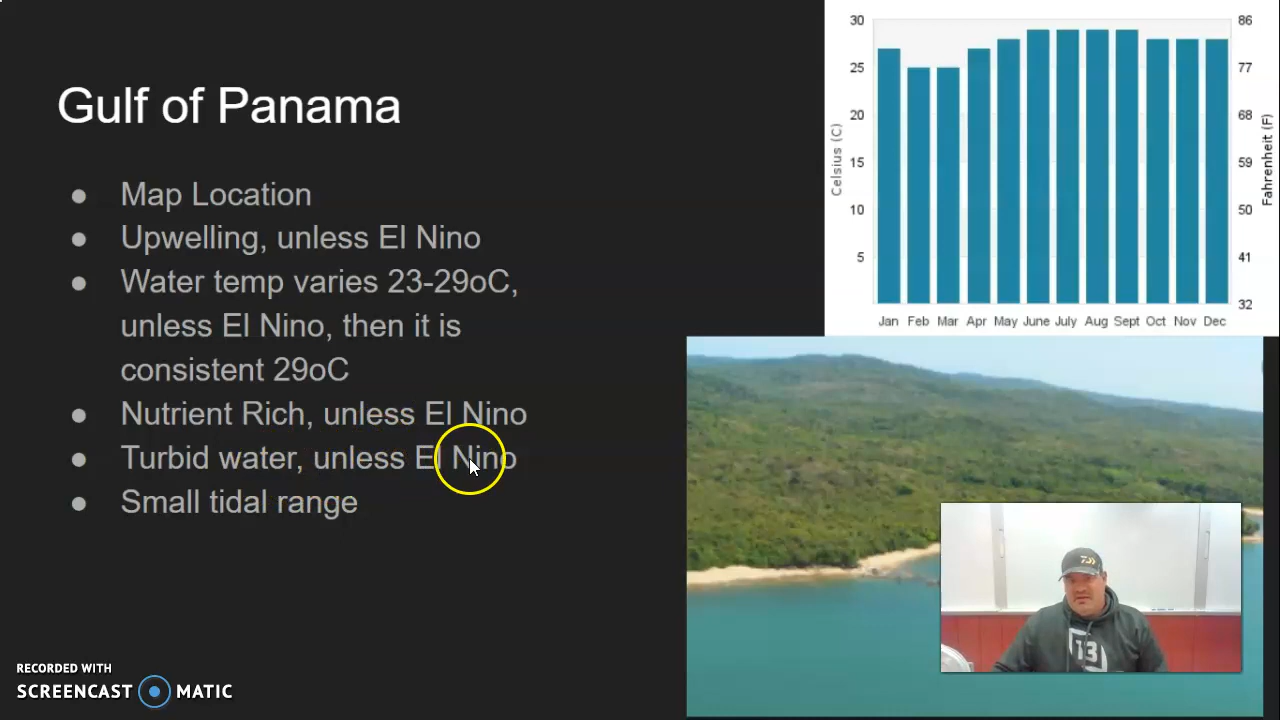 Gulf of Panama
● Map Location
● Upwelling, unless El Nino
● Water temp varies 23-29oC,
unless El Nino, then it is
consistent 29oC
● Nutrient Rich, unless El Nino
● Turbid water, unless El Nino
● Small tidal range
RECORDED WITH
SCREENCAST MATIC
Celsius (C)
30
25
20
15
10
5
Jan Feb Mar Apr May June July Aug Sept Oct Nov Dec
86
77
68
59
50
41
32
Fahrenheit (F)
13